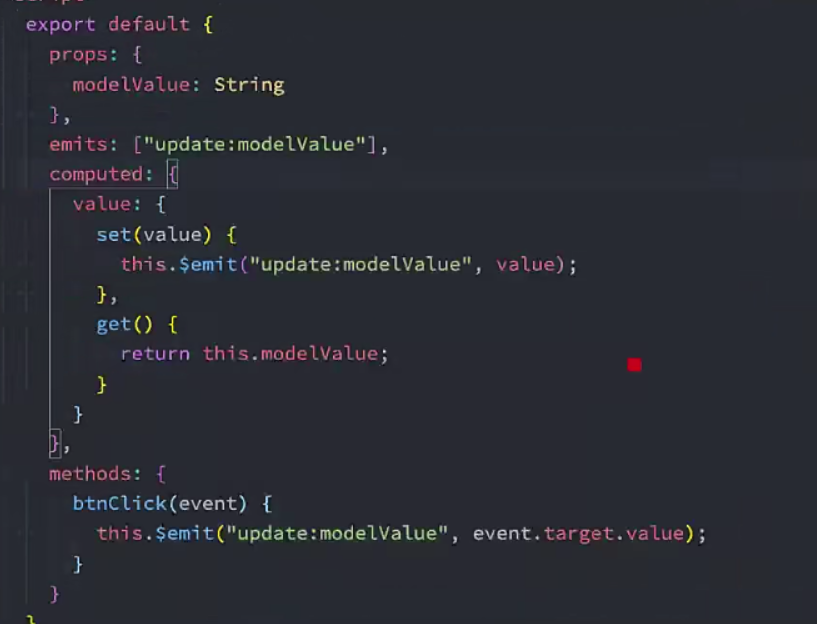 export default {
props: {
modelValue: String
},
emits: ["update:modelValue"],
computed: {
value: {
set(value) {
this.$emit("update:modelValue", value);
},
get() {
return this.modelValue;
}
}
},
methods: {
btnClick(event) {
this.$emit("update:modelValue", event.target.value);
}
}
}